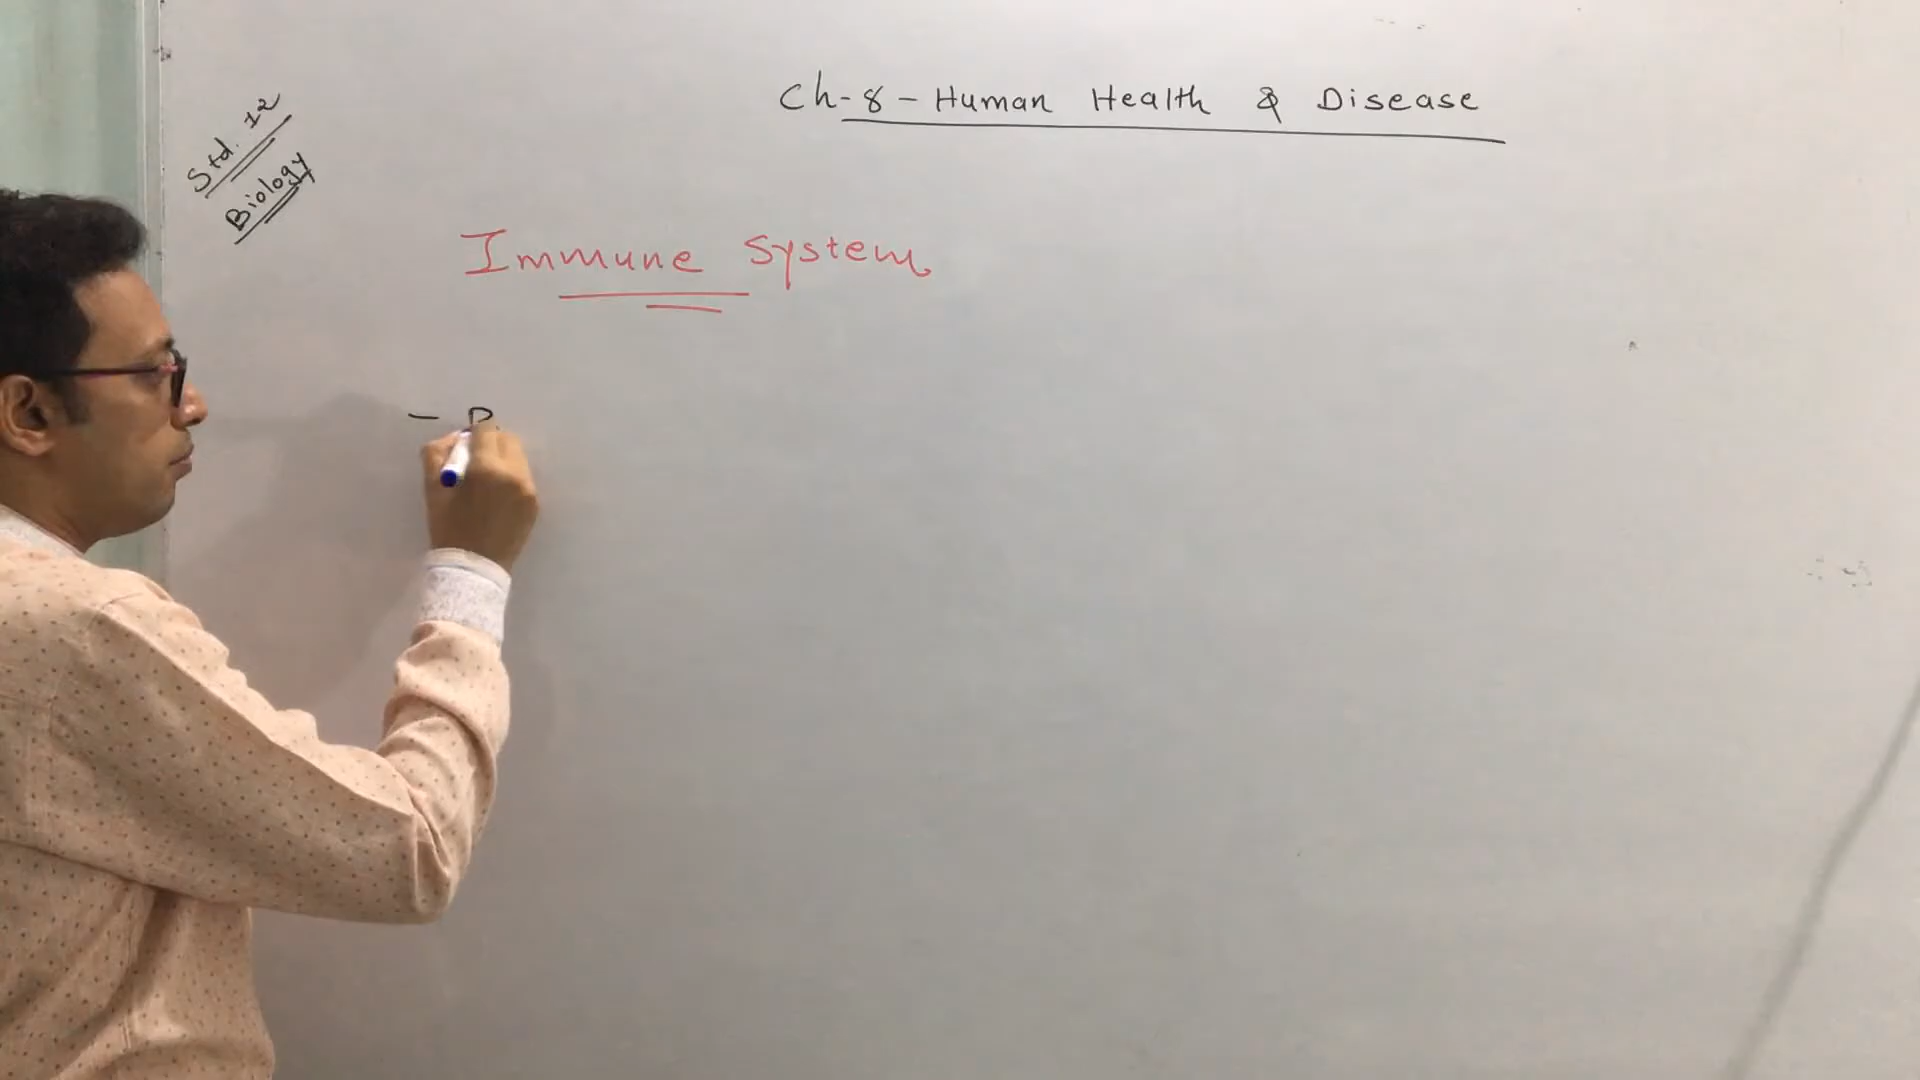 Std. 12
Biology
Ch-8 - Human Health & Disease
Immune System
- P